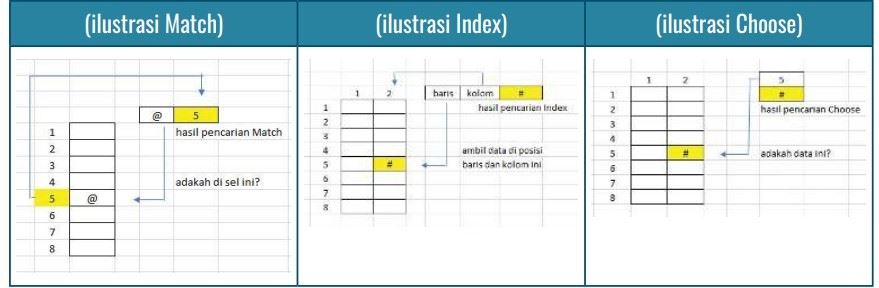 (ilustrasi Match)
(ilustrasi Index)
(ilustrasi Choose)
@ 5
hasil pencarian Match
1
2
3
4
adakah di sel ini?
5 @
6
7
8
1 2
baris kolom #
hasil pencarian Index
1
2
3
4
ambil data di posisi
5 #
baris dan kolom ini
6
7
8
1 2
5
#
hasil pencarian Choose
1
2
3
4
5 #
adakah data ini?
6
7
8